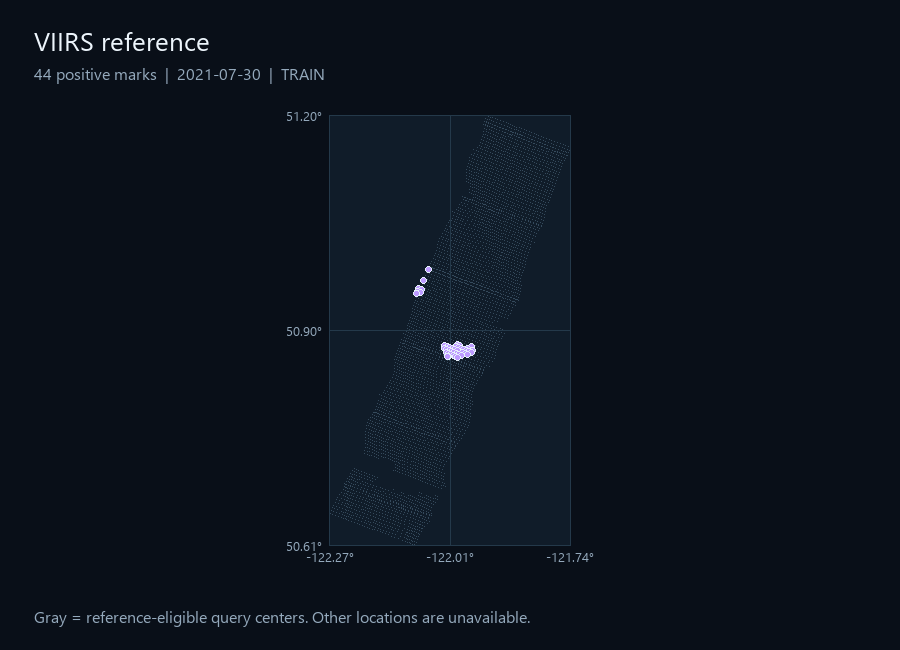 VIIRS reference
44 positive marks | 2021-07-30 | TRAIN
51.20°
50.90°
50.61°
-122.27°
-122.01°
-121.74°
Gray = reference-eligible query centers. Other locations are unavailable.